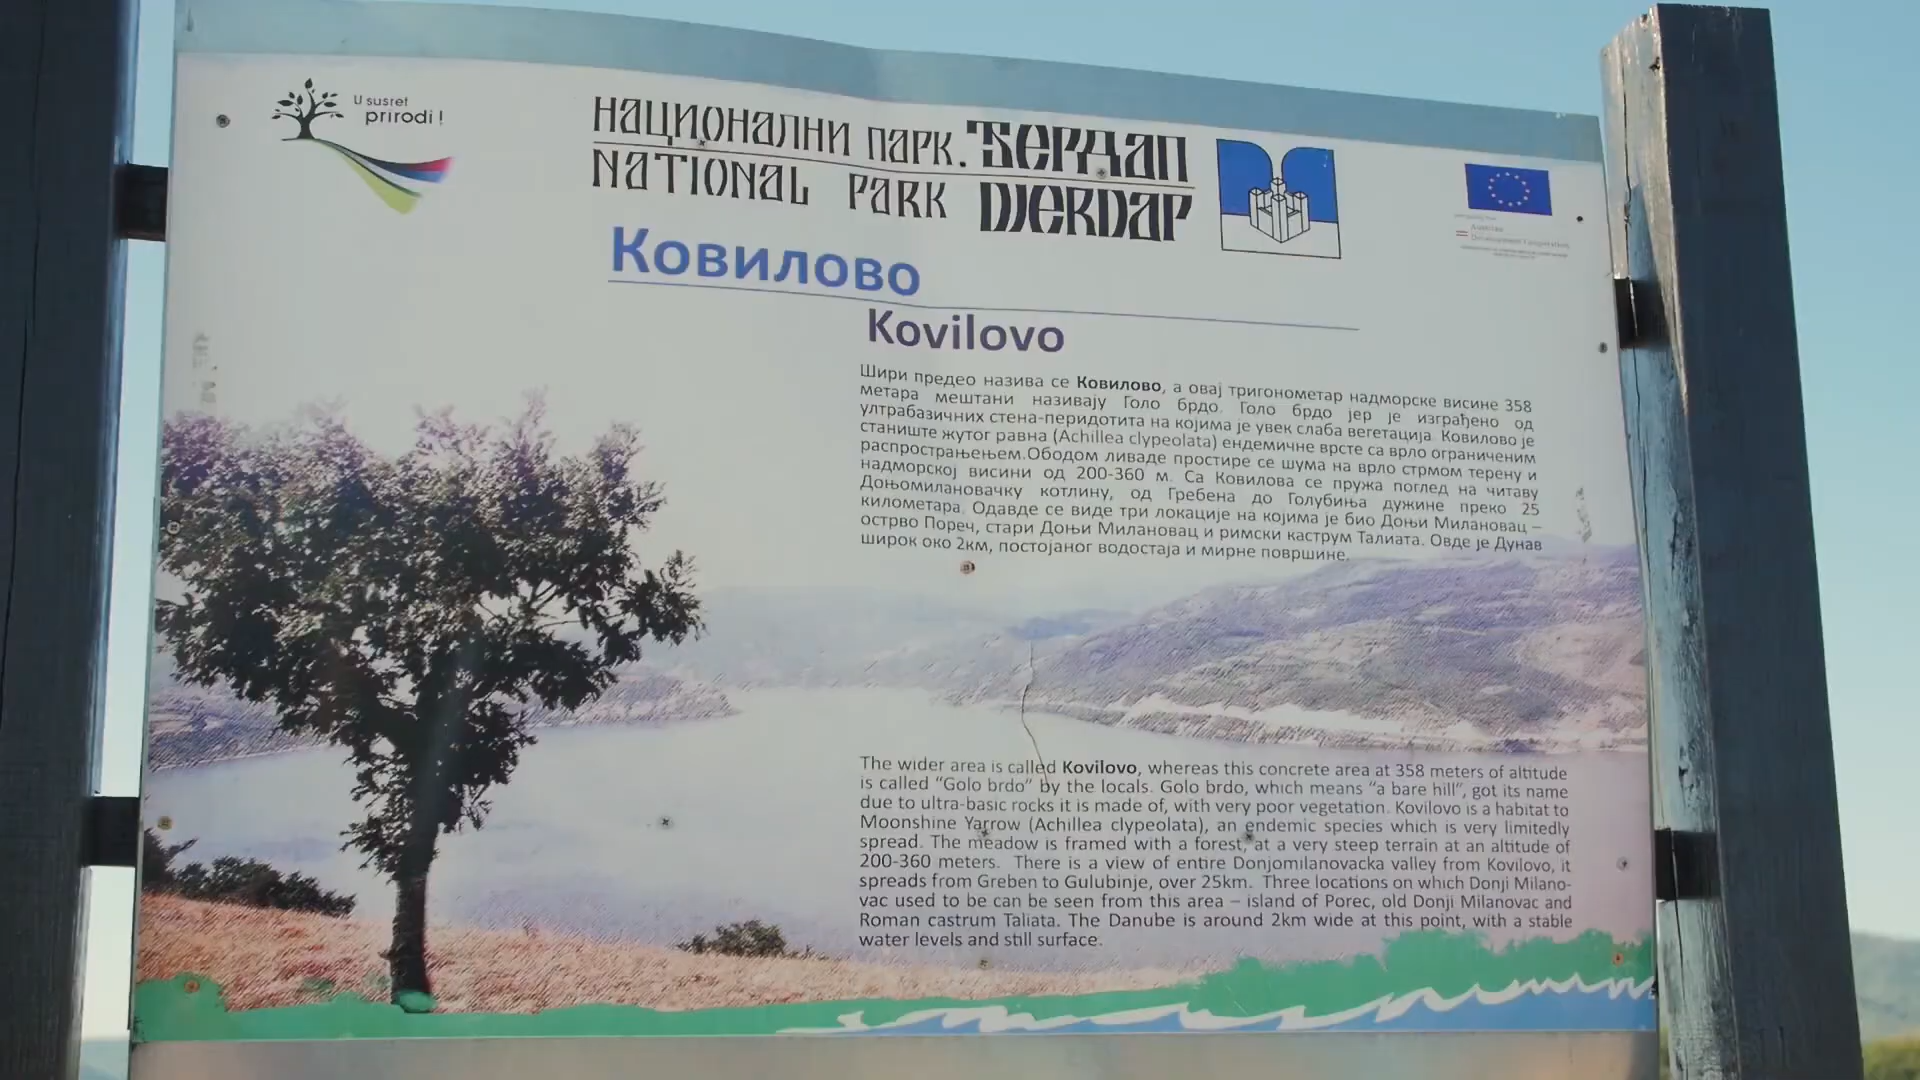 U susret
prirodi !
НАЦИОНАЛНИ ПАРК. ЂЕРДАП
NATIONAL PARK DJERDAP
Ковилово
Kovilovo
Шири предео назива се Ковилово, а овај тригонометар надморске висине 358
метара мештани називају Голо брдо. Голо брдо јер је изграђено од
ултрабазичних стена-перидотита на којима је увек слаба вегетација. Ковилово је
станиште жутог равна (Achillea clypeolata) ендемичне врсте са врло ограниченим
распрострањењем.Ободом ливаде простире се шума на врло стрмом терену и
надморској висини од 200-360 м. Са Ковилова се пружа поглед на читаву
Доњомилановачку котлину, од Гребена до Голубиња дужине преко 25
километара. Одавде се виде три локације на којима је био Доњи Милановац –
острво Пореч, стари Доњи Милановац и римски каструм Талиата. Овде је Дунав
широк око 2км, постојаног водостаја и мирне површине.
The wider area is called Kovilovo, whereas this concrete area at 358 meters of altitude
is called “Golo brdo” by the locals. Golo brdo, which means “a bare hill”, got its name
due to ultra-basic rocks it is made of, with very poor vegetation. Kovilovo is a habitat to
Moonshine Yarrow (Achillea clypeolata), an endemic species which is very limitedly
spread. The meadow is framed with a forest, at a very steep terrain at an altitude of
200-360 meters. There is a view of entire Donjomilanovacka valley from Kovilovo, it
spreads from Greben to Gulubinje, over 25km. Three locations on which Donji Milano-
vac used to be can be seen from this area – island of Porec, old Donji Milanovac and
Roman castrum Taliata. The Danube is around 2km wide at this point, with a stable
water levels and still surface.